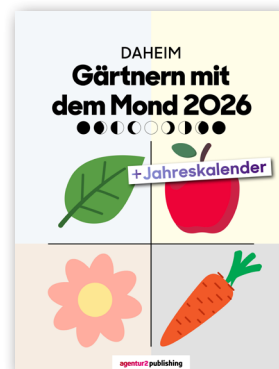 DAHEIM
Gärtnern mit
dem Mond 2026
+Jahreskalender
agentur2 publishing